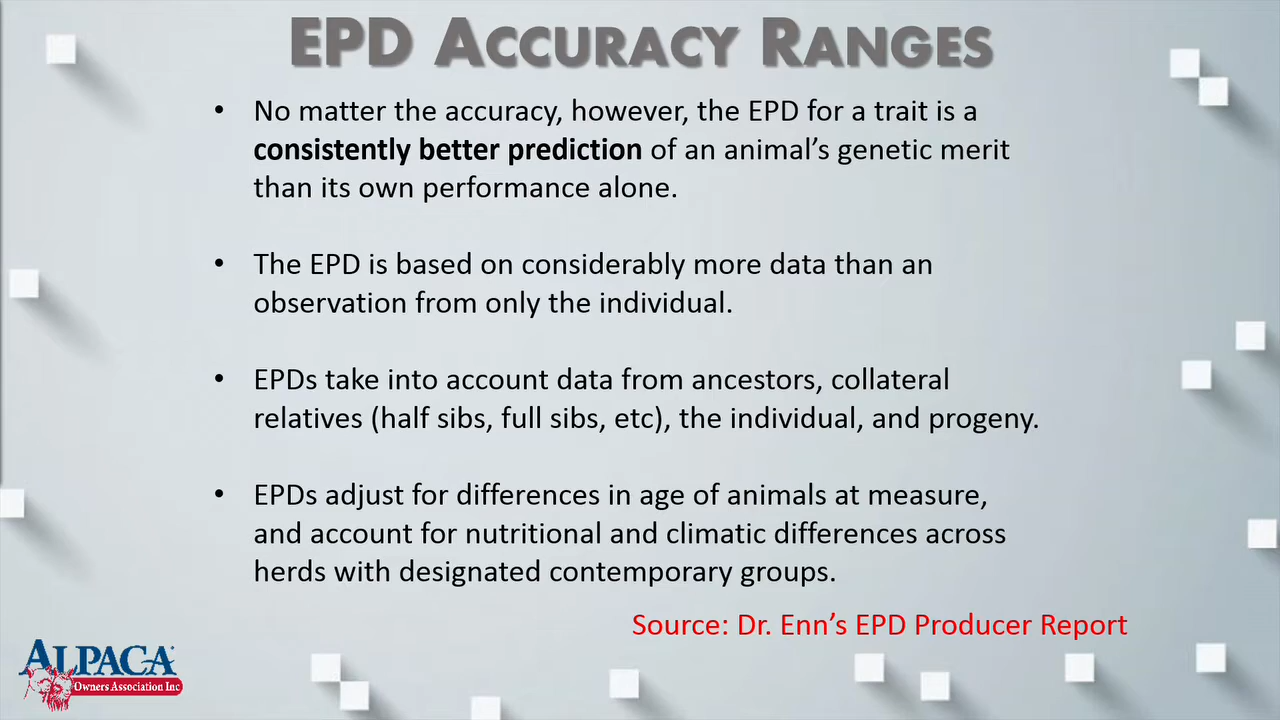 EPD ACCURACY RANGES
• No matter the accuracy, however, the EPD for a trait is a
consistently better prediction of an animal's genetic merit
than its own performance alone.
• The EPD is based on considerably more data than an
observation from only the individual.
• EPDs take into account data from ancestors, collateral
relatives (half sibs, full sibs, etc), the individual, and progeny.
• EPDs adjust for differences in age of animals at measure,
and account for nutritional and climatic differences across
herds with designated contemporary groups.
Source: Dr. Enn's EPD Producer Report
ALPACA
Owners Association Inc